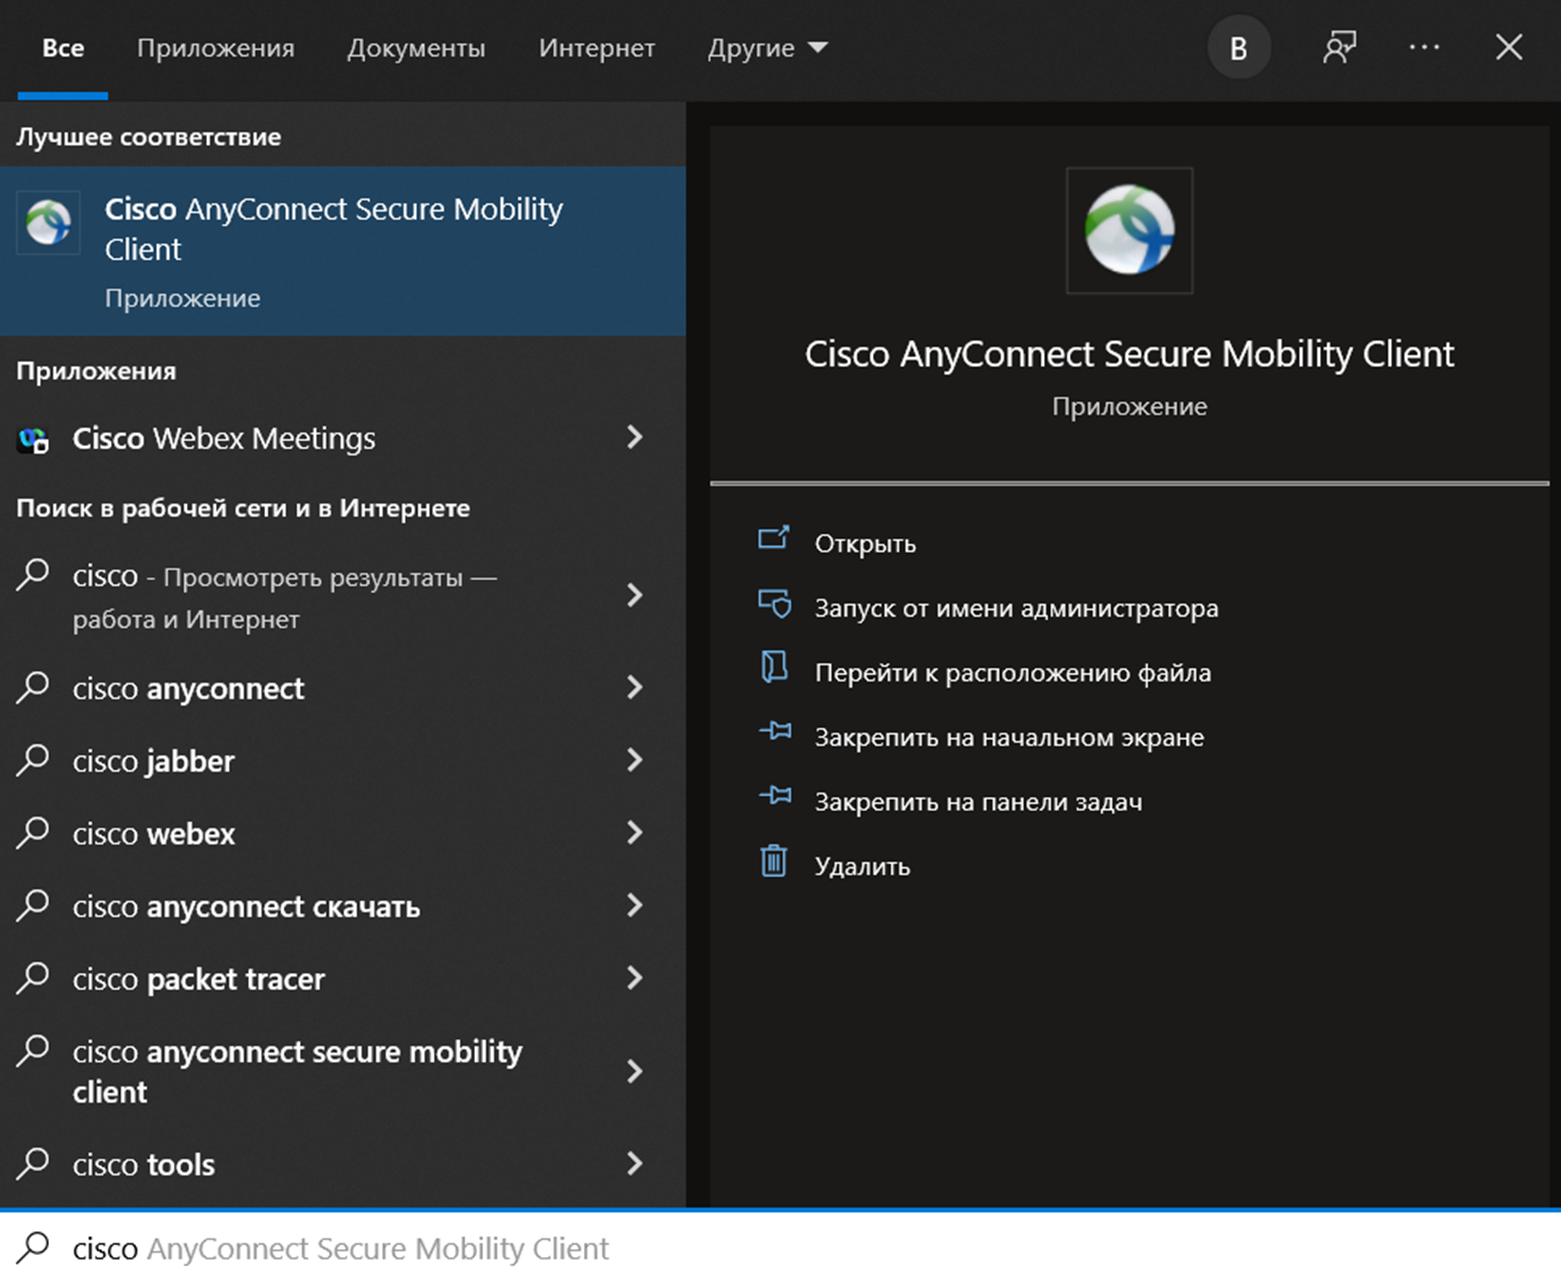 Все
Приложения
Документы
Интернет
Другие
B
Лучшее соответствие
Cisco AnyConnect Secure Mobility
Client
Приложение
Приложения
Cisco Webex Meetings
Поиск в рабочей сети и в Интернете
cisco - Просмотреть результаты —
работа и Интернет
cisco anyconnect
cisco jabber
cisco webex
cisco anyconnect скачать
cisco packet tracer
cisco anyconnect secure mobility
client
cisco tools
Cisco AnyConnect Secure Mobility Client
Приложение
Открыть
Запуск от имени администратора
Перейти к расположению файла
Закрепить на начальном экране
Закрепить на панели задач
Удалить
cisco AnyConnect Secure Mobility Client